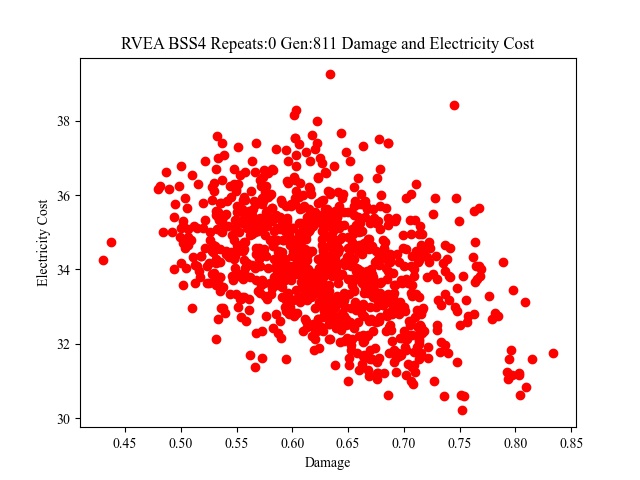 RVEA BSS4 Repeats:0 Gen:811 Damage and Electricity Cost
Electricity Cost
38
36
34
32
30
0.45 0.50 0.55 0.60 0.65 0.70 0.75 0.80 0.85
Damage